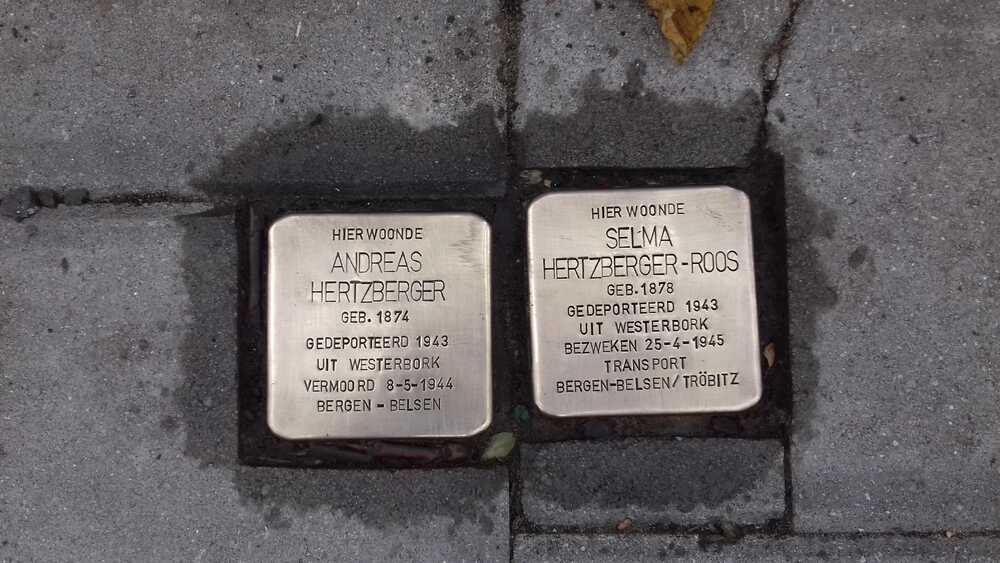 HIER WOONDE
ANDREAS
HERTZBERGER
GEB. 1874
GEDEPORTEERD 1943
UIT WESTERBORK
VERMOORD 8-5-1944
BERGEN - BELSEN
HIER WOONDE
SELMA
HERTZBERGER-ROOS
GEB. 1878
GEDEPORTEERD 1943
UIT WESTERBORK
BEZWEKEN 25-4-1945
TRANSPORT
BERGEN-BELSEN/TRÖBITZ